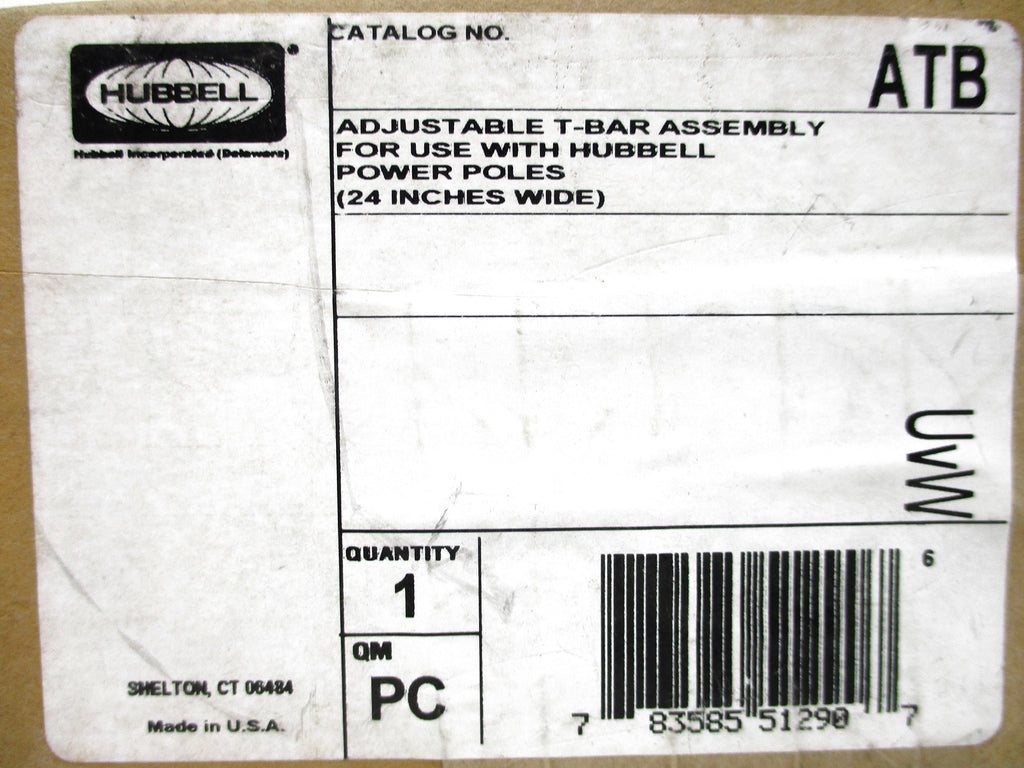 HUBBELL
®
Hubbell Incorporated (Delaware)
CATALOG NO.
ATB
ADJUSTABLE T-BAR ASSEMBLY
FOR USE WITH HUBBELL
POWER POLES
(24 INCHES WIDE)
UvW
QUANTITY
1
QM
PC
6
7 83585 51290 7
SHELTON, CT 06484
Made in U.S.A.